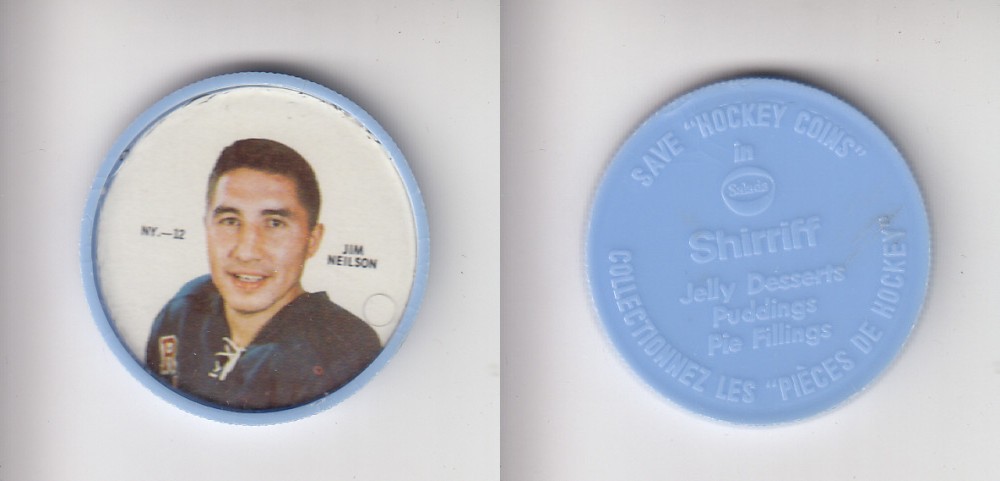 NY.—12
JIM
NEILSON
SAVE "HOCKEY COINS"
in
Salada
Shirriff
Jelly Desserts
Puddings
Pie Fillings
COLLECTIONNEZ LES "PIÈCES DE HOCKEY"